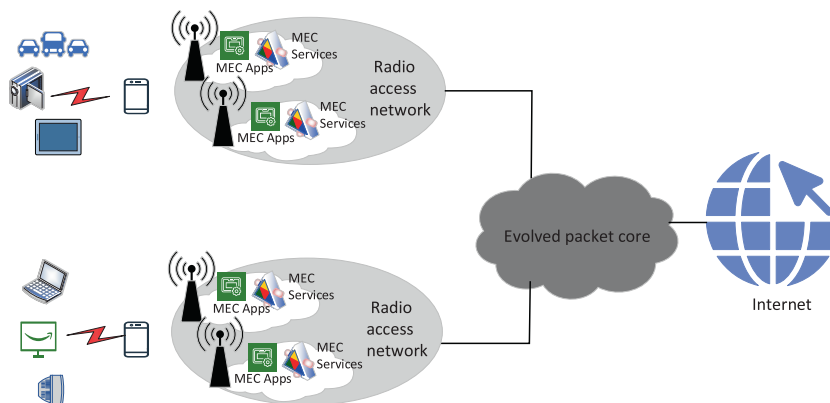 MEC
Services
MEC Apps
Radio
access
network
MEC
Services
MEC Apps
Evolved packet core
Internet
MEC
Services
MEC Apps
Radio
access
network
MEC
Services
MEC Apps